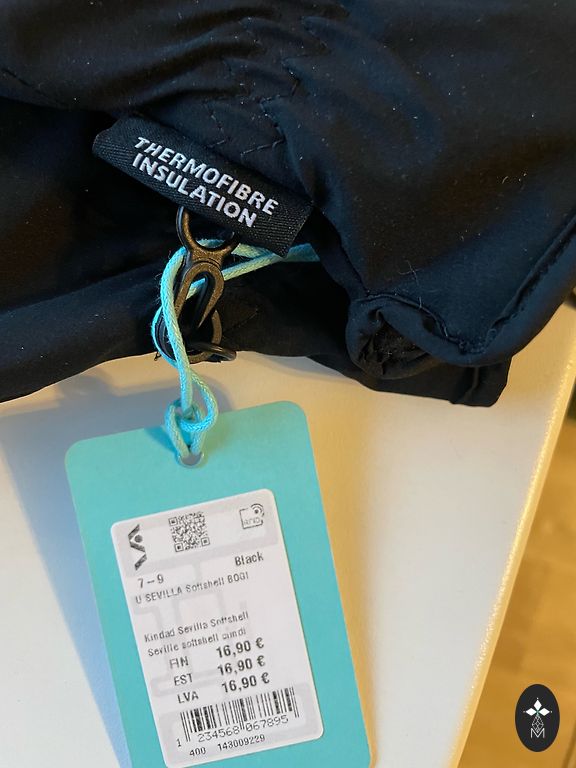 THERMOFIBRE
INSULATION
7-9 Black
U SEVILLA Softshell BOGI
Kindad Sevilla Softshell
Seville softshell
FIN 16,90 €
EST 16,90 €
LVA 16,90 €
1 234568 067895
400 143009229